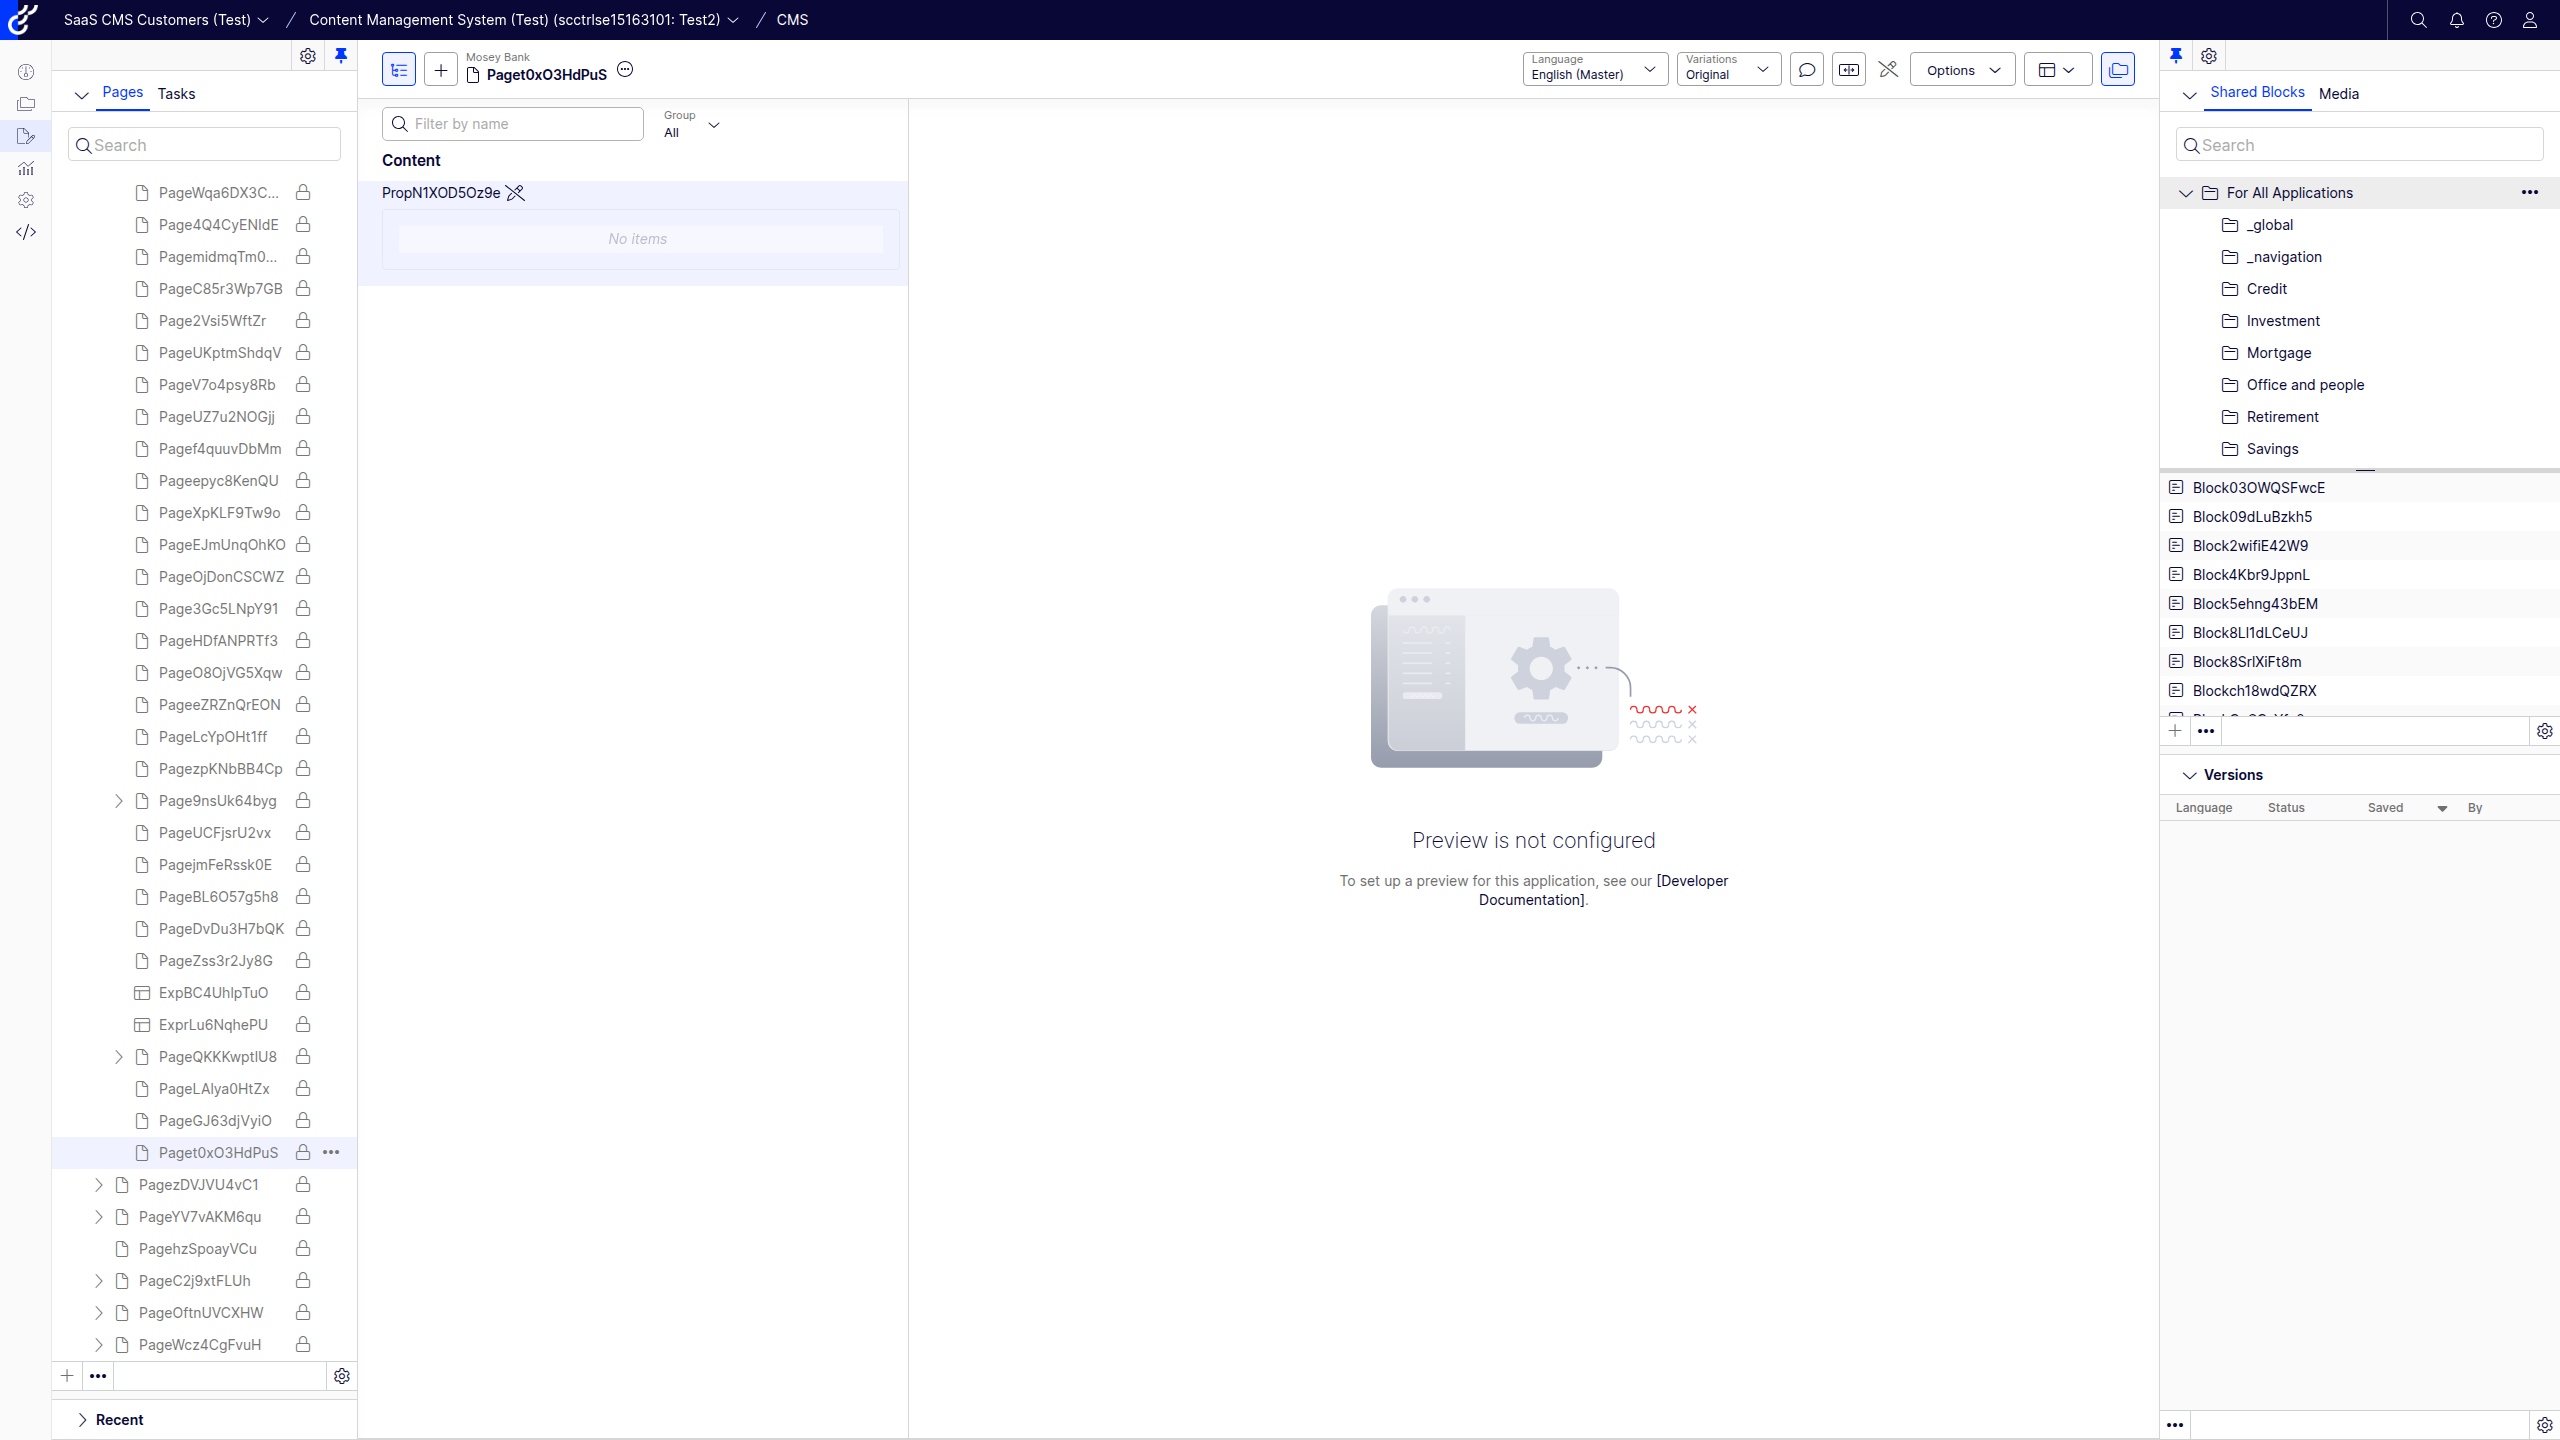 SaaS CMS Customers (Test) / Content Management System (Test) (scctrlse15163101: Test2) / CMS
Pages Tasks
Search
PageWqa6DX3C...
Page4Q4CyENIdE
PagemidmqTm0...
PageC85r3Wp7GB
Page2Vsi5WftZr
PageUKptmShdqV
PageV7o4psy8Rb
PageUZ7u2NOGjj
Pagef4quuvDbMm
Pageepyc8KenQU
PageXpKLF9Tw9o
PageEJmUnqOhKO
PageOjDonCSCWZ
Page3Gc5LNpY91
PageHDfANPRTf3
PageO8OjVG5Xqw
PageeZRZnQrEON
PageLcYpOHt1ff
PagezpKNbBB4Cp
Page9nsUk64byg
PageUCFjsrU2vx
PagejmFeRssk0E
PageBL6O57g5h8
PageDvDu3H7bQK
PageZss3r2Jy8G
ExpBC4UhlpTuO
ExprLu6NqhePU
PageQKKKwptIU8
PageLAlya0HtZx
PageGJ63djVyiO
Paget0xO3HdPuS
PagezDVJVU4vC1
PageYV7vAKM6qu
PagehzSpoayVCu
PageC2j9xtFLUh
PageOftnUVCXHW
PageWcz4CgFvuH
Recent
Mosey Bank
Paget0xO3HdPuS
Language
English (Master)
Variations
Original
Options
Filter by name
Group
All
Content
PropN1XOD5Oz9e
No items
Preview is not configured
To set up a preview for this application, see our [Developer
Documentation].
Shared Blocks Media
Search
For All Applications
_global
_navigation
Credit
Investment
Mortgage
Office and people
Retirement
Savings
Block03OWQSFwcE
Block09dLuBzkh5
Block2wifiE42W9
Block4Kbr9JppnL
Block5ehng43bEM
Block8LI1dLCeUJ
Block8SrlXiFt8m
Blockch18wdQZRX
Versions
Language Status Saved By